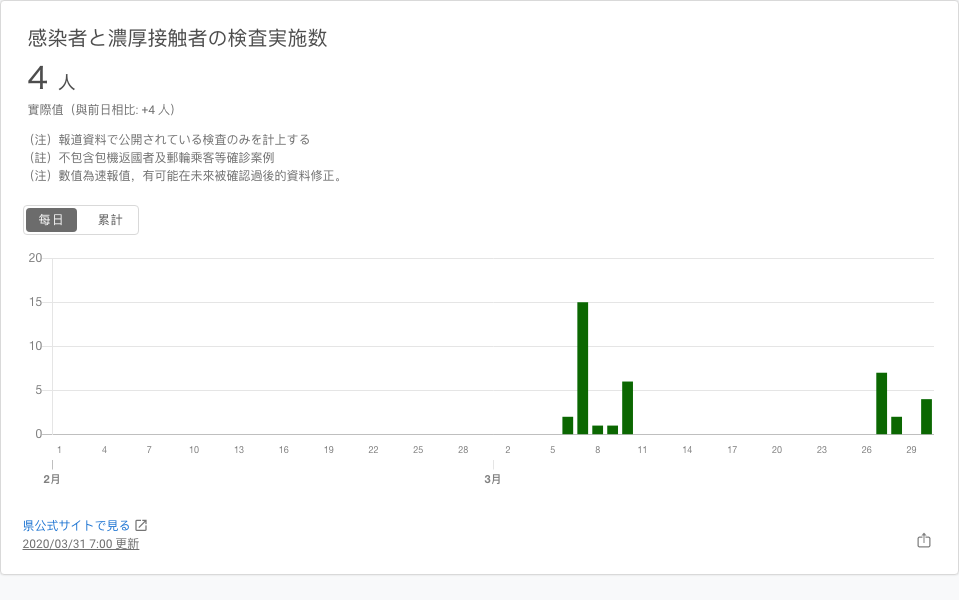 感染者と濃厚接触者の検査実施数
4 人
實際值（與前日相比: +4 人）
（注）報道資料で公開されている検査のみを計上する
（註）不包含包機返國者及郵輪乘客等確診案例
（注）數值為速報值，有可能在未來被確認過後的資料修正。
每日 累計
20
15
10
5
0
1 4 7 10 13 16 19 22 25 28 2 5 8 11 14 17 20 23 26 29
2月 3月
県公式サイトで見る
2020/03/31 7:00 更新